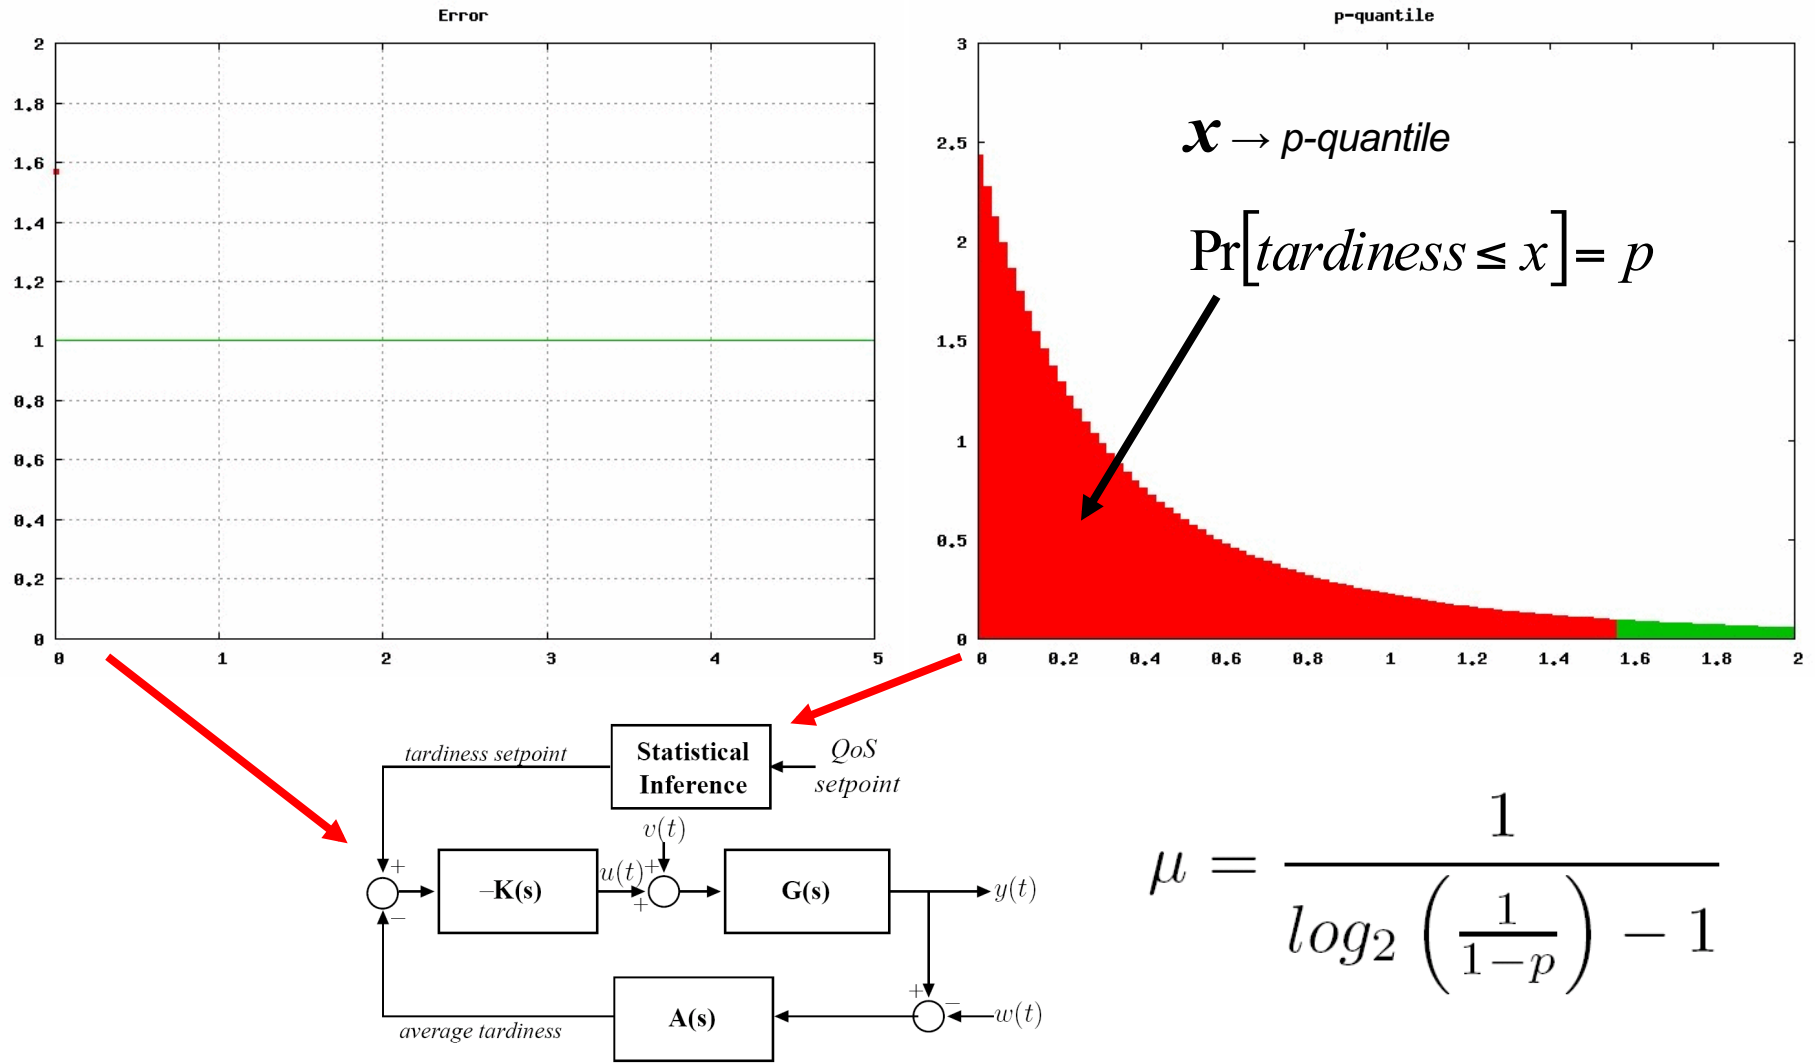 Error
2
1.8
1.6
1.4
1.2
1
0.8
0.6
0.4
0.2
0
0 1 2 3 4 5
p-quantile
3
2.5
2
1.5
1
0.5
0
0 0.2 0.4 0.6 0.8 1 1.2 1.4 1.6 1.8 2
x → p-quantile
Pr[tardiness ≤ x] = p
tardiness setpoint
Statistical
Inference
QoS
setpoint
v(t)
+
−
–K(s)
u(t)
+
+
G(s)
y(t)
+
−
w(t)
A(s)
average tardiness
μ = 1 / (log₂ (1 / (1−p)) − 1)